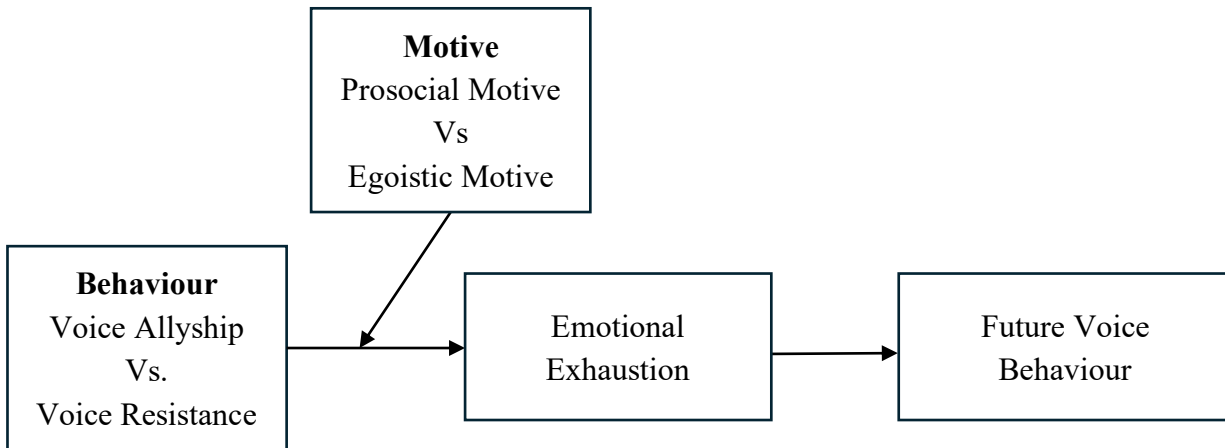 Motive
Prosocial Motive
Vs
Egoistic Motive
Behaviour
Voice Allyship
Vs.
Voice Resistance
Emotional
Exhaustion
Future Voice
Behaviour